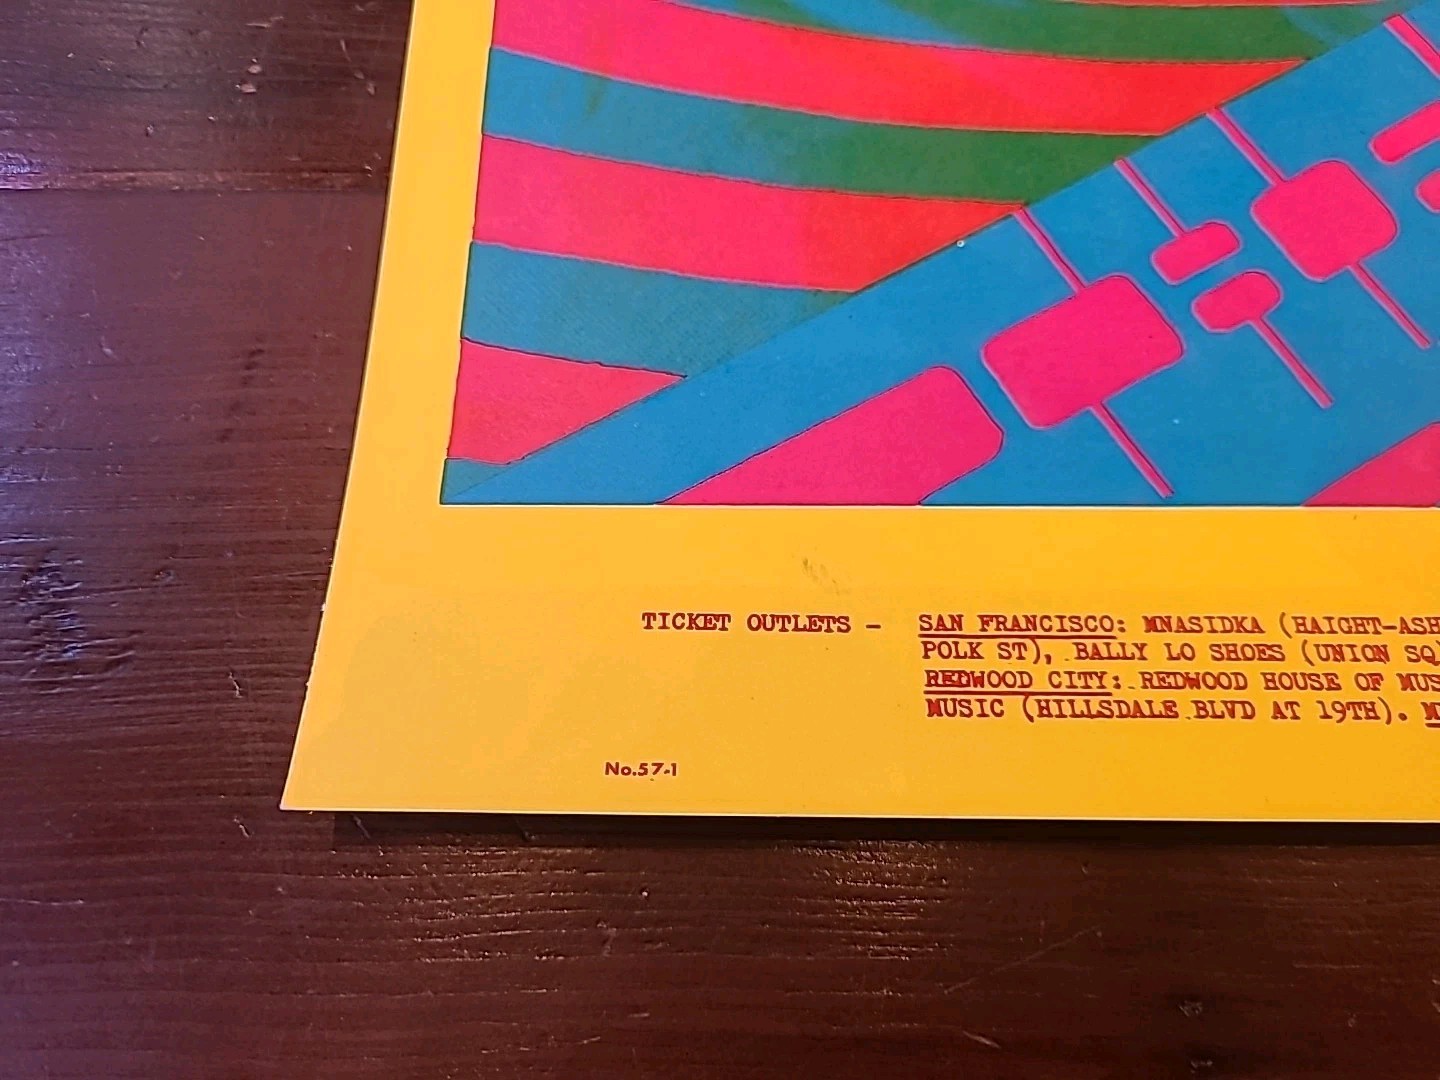 TICKET OUTLETS - SAN FRANCISCO: MNASIDKA (HAIGHT-ASH
POLK ST), BALLY LO SHOES (UNION SQ)
REDWOOD CITY: REDWOOD HOUSE OF MUS
MUSIC (HILLSDALE BLVD AT 19TH). M
No.57-1